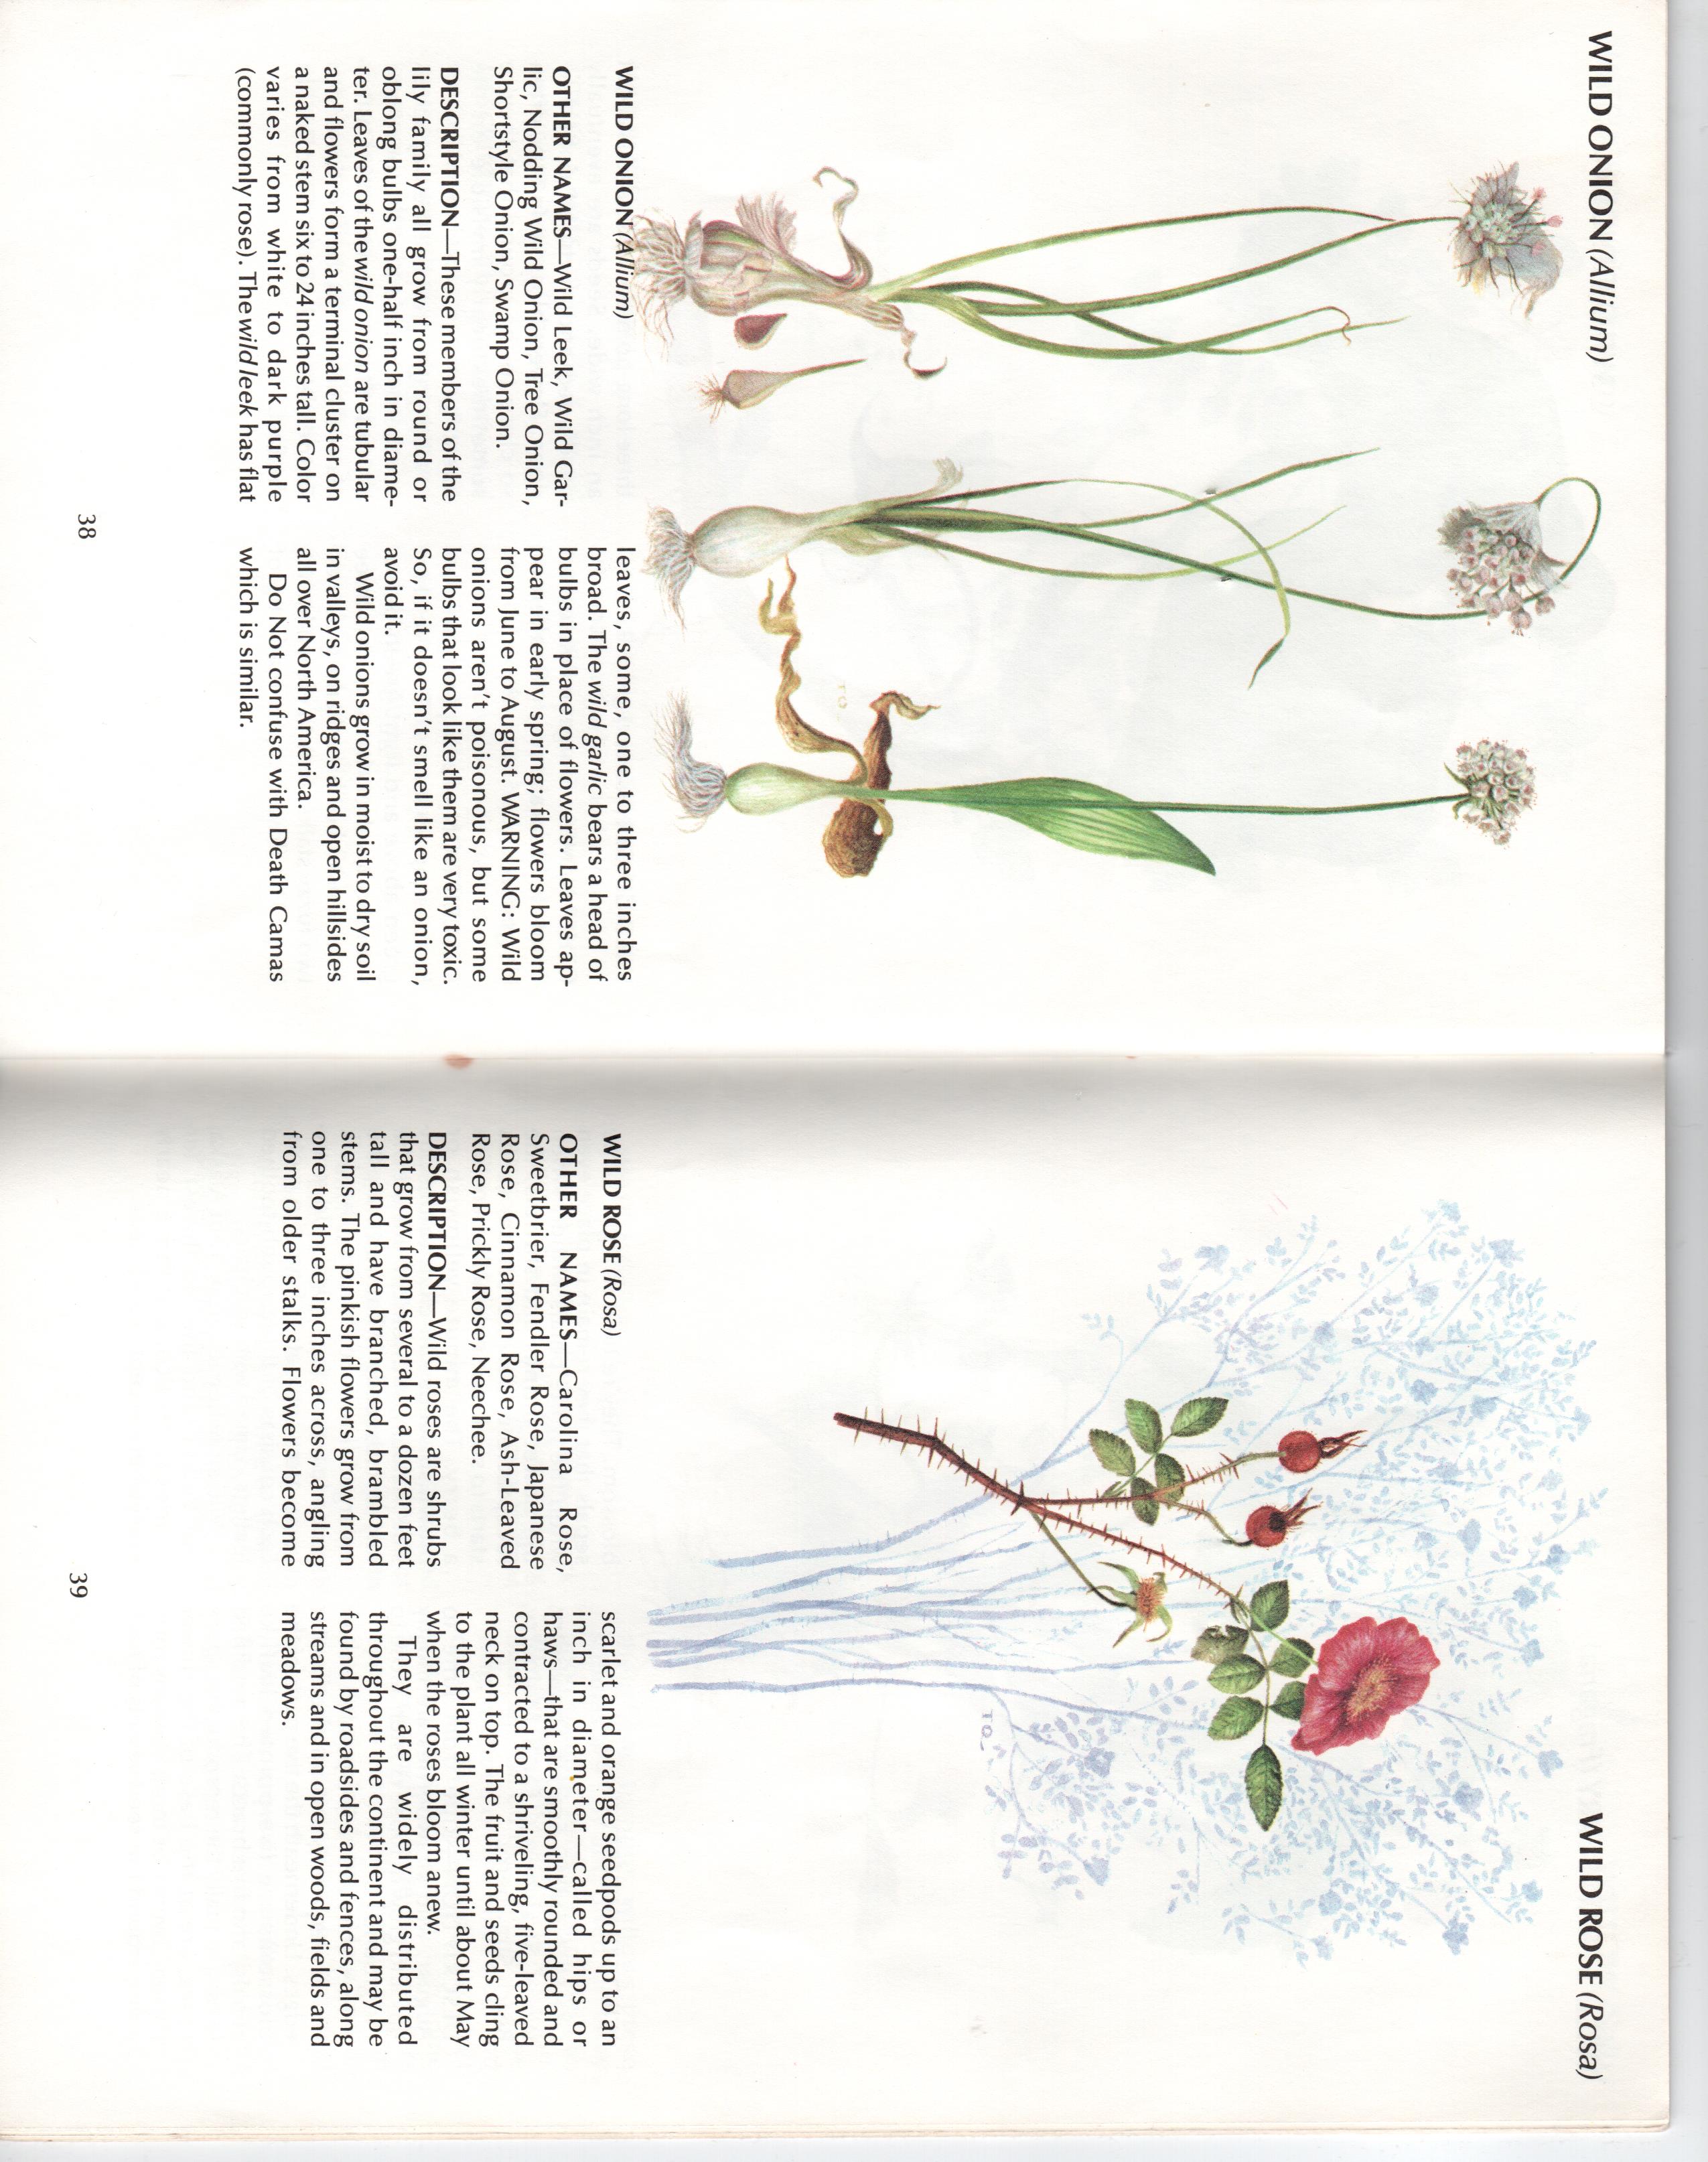 WILD ONION (Allium)
WILD ONION (Allium)
OTHER NAMES—Wild Leek, Wild Gar-
lic, Nodding Wild Onion, Tree Onion,
Shortstyle Onion, Swamp Onion.
DESCRIPTION—These members of the
lily family all grow from round or
oblong bulbs one-half inch in diame-
ter. Leaves of the wild onion are tubular
and flowers form a terminal cluster on
a naked stem six to 24 inches tall. Color
varies from white to dark purple
(commonly rose). The wild leek has flat
leaves, some, one to three inches
broad. The wild garlic bears a head of
bulbs in place of flowers. Leaves ap-
pear in early spring; flowers bloom
from June to August. WARNING: Wild
onions aren't poisonous, but some
bulbs that look like them are very toxic.
So, if it doesn't smell like an onion,
avoid it.
Wild onions grow in moist to dry soil
in valleys, on ridges and open hillsides
all over North America.
Do Not confuse with Death Camas
which is similar.
TO
38
WILD ROSE (Rosa)
TO
WILD ROSE (Rosa)
OTHER NAMES—Carolina Rose,
Sweetbrier, Fendler Rose, Japanese
Rose, Cinnamon Rose, Ash-Leaved
Rose, Prickly Rose, Neechee.
DESCRIPTION—Wild roses are shrubs
that grow from several to a dozen feet
tall and have branched, brambled
stems. The pinkish flowers grow from
one to three inches across, angling
from older stalks. Flowers become
scarlet and orange seedpods up to an
inch in diameter—called hips or
haws—that are smoothly rounded and
contracted to a shriveling, five-leaved
neck on top. The fruit and seeds cling
to the plant all winter until about May
when the roses bloom anew.
They are widely distributed
throughout the continent and may be
found by roadsides and fences, along
streams and in open woods, fields and
meadows.
39